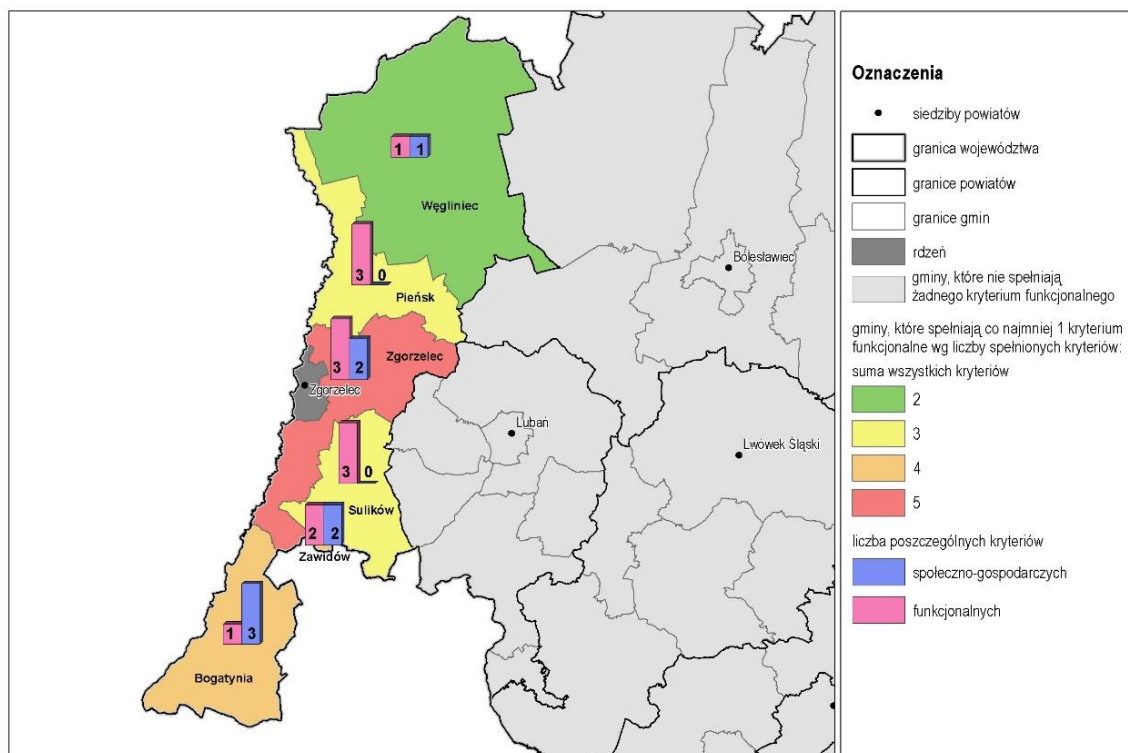 1 1
Węgliniec
3 0
Pieńsk
3 2
Zgorzelec
Zgorzelec
3 0
Sulików
2 2
Zawidów
1 3
Bogatynia
Bolesławiec
Lubań
Lwówek Śląski
Oznaczenia
siedziby powiatów
granica województwa
granice powiatów
granice gmin
rdzeń
gminy, które nie spełniają
żadnego kryterium funkcjonalnego
gminy, które spełniają co najmniej 1 kryterium
funkcjonalne wg liczby spełnionych kryteriów:
suma wszystkich kryteriów
2
3
4
5
liczba poszczególnych kryteriów
społeczno-gospodarczych
funkcjonalnych